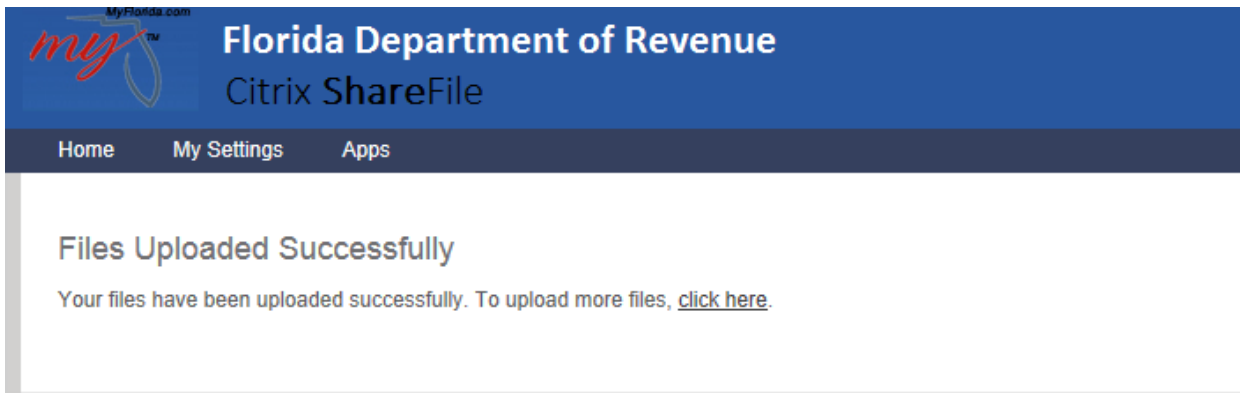 MyFlorida.com
my TM
Florida Department of Revenue
Citrix ShareFile
Home My Settings Apps
Files Uploaded Successfully
Your files have been uploaded successfully. To upload more files, click here.